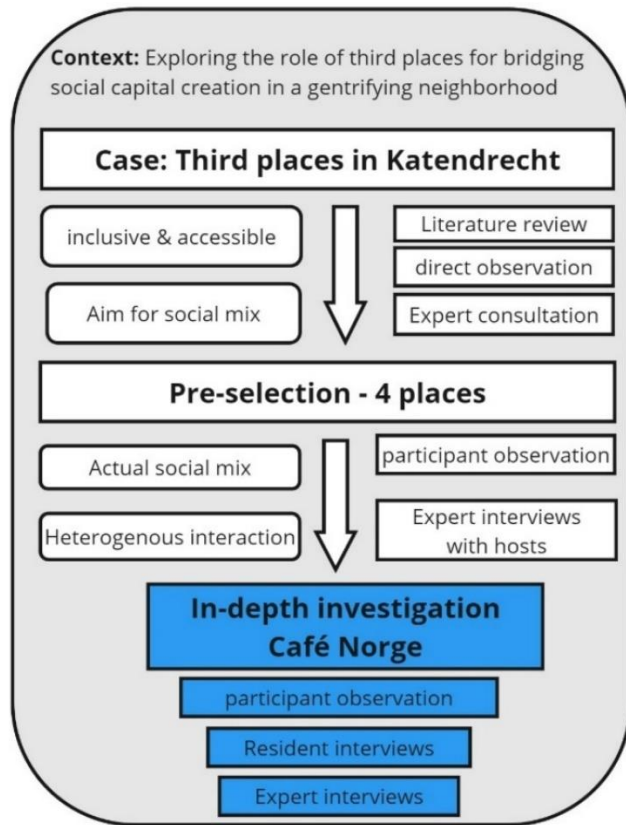 Context: Exploring the role of third places for bridging
social capital creation in a gentrifying neighborhood
Case: Third places in Katendrecht
inclusive & accessible
Aim for social mix
Literature review
direct observation
Expert consultation
Pre-selection - 4 places
Actual social mix
Heterogenous interaction
participant observation
Expert interviews
with hosts
In-depth investigation
Café Norge
participant observation
Resident interviews
Expert interviews